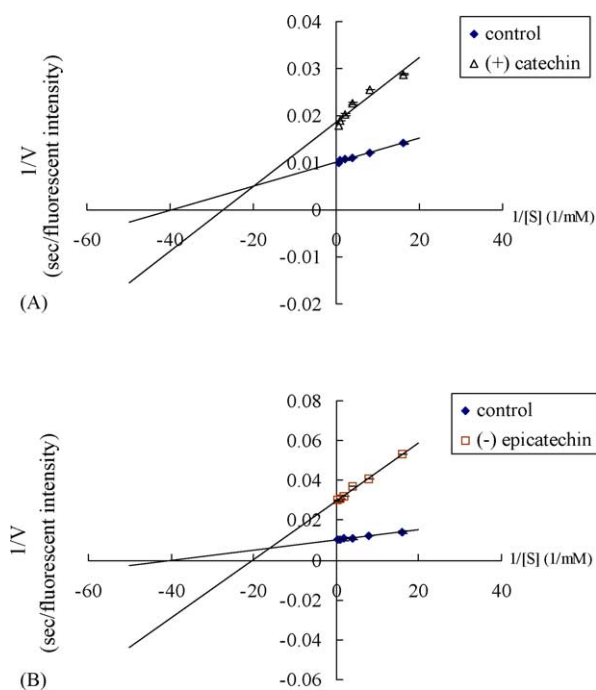 0.04
control
(+) catechin
0.03
0.02
0.01
1/V
(sec/fluorescent intensity)
0
1/[S] (1/mM)
-60
-40
-20
0
20
40
-0.01
-0.02
(A)
0.08
control
(-) epicatechin
0.06
0.04
0.02
1/V
(sec/fluorescent intensity)
0
1/[S] (1/mM)
-60
-40
-20
0
20
40
-0.02
-0.04
-0.06
(B)